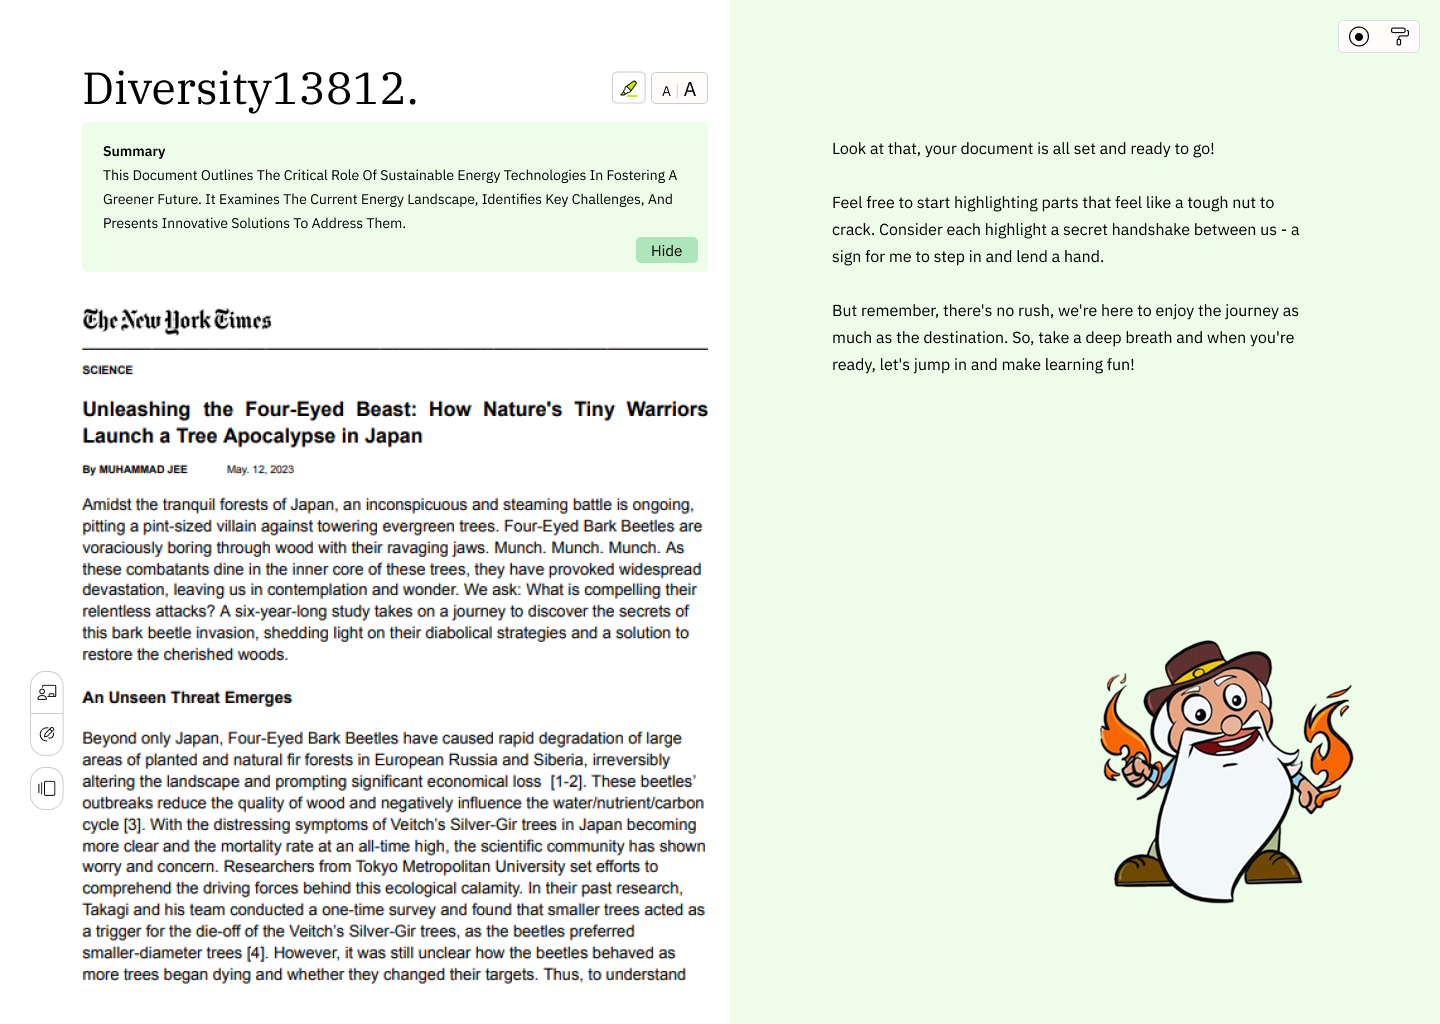 Diversity13812.
A | A
Summary
This Document Outlines The Critical Role Of Sustainable Energy Technologies In Fostering A
Greener Future. It Examines The Current Energy Landscape, Identifies Key Challenges, And
Presents Innovative Solutions To Address Them.
Hide
The New York Times
SCIENCE
Unleashing the Four-Eyed Beast: How Nature's Tiny Warriors
Launch a Tree Apocalypse in Japan
By MUHAMMAD JEE May. 12, 2023
Amidst the tranquil forests of Japan, an inconspicuous and steaming battle is ongoing,
pitting a pint-sized villain against towering evergreen trees. Four-Eyed Bark Beetles are
voraciously boring through wood with their ravaging jaws. Munch. Munch. Munch. As
these combatants dine in the inner core of these trees, they have provoked widespread
devastation, leaving us in contemplation and wonder. We ask: What is compelling their
relentless attacks? A six-year-long study takes on a journey to discover the secrets of
this bark beetle invasion, shedding light on their diabolical strategies and a solution to
restore the cherished woods.
An Unseen Threat Emerges
Beyond only Japan, Four-Eyed Bark Beetles have caused rapid degradation of large
areas of planted and natural fir forests in European Russia and Siberia, irreversibly
altering the landscape and prompting significant economical loss [1-2]. These beetles'
outbreaks reduce the quality of wood and negatively influence the water/nutrient/carbon
cycle [3]. With the distressing symptoms of Veitch's Silver-Gir trees in Japan becoming
more clear and the mortality rate at an all-time high, the scientific community has shown
worry and concern. Researchers from Tokyo Metropolitan University set efforts to
comprehend the driving forces behind this ecological calamity. In their past research,
Takagi and his team conducted a one-time survey and found that smaller trees acted as
a trigger for the die-off of the Veitch's Silver-Gir trees, as the beetles preferred
smaller-diameter trees [4]. However, it was still unclear how the beetles behaved as
more trees began dying and whether they changed their targets. Thus, to understand
Look at that, your document is all set and ready to go!
Feel free to start highlighting parts that feel like a tough nut to
crack. Consider each highlight a secret handshake between us - a
sign for me to step in and lend a hand.
But remember, there's no rush, we're here to enjoy the journey as
much as the destination. So, take a deep breath and when you're
ready, let's jump in and make learning fun!